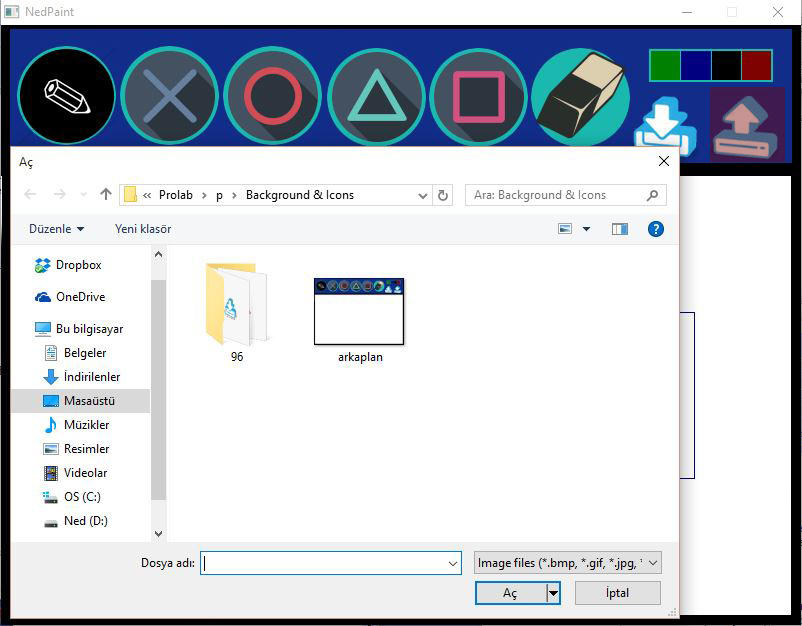 NedPaint
Aç
« Prolab > p > Background & Icons
Ara: Background & Icons
Düzenle
Yeni klasör
Dropbox
OneDrive
Bu bilgisayar
Belgeler
İndirilenler
Masaüstü
Müzikler
Resimler
Videolar
OS (C:)
Ned (D:)
96
arkaplan
Dosya adı:
Image files (*.bmp, *.gif, *.jpg, *
Aç
İptal